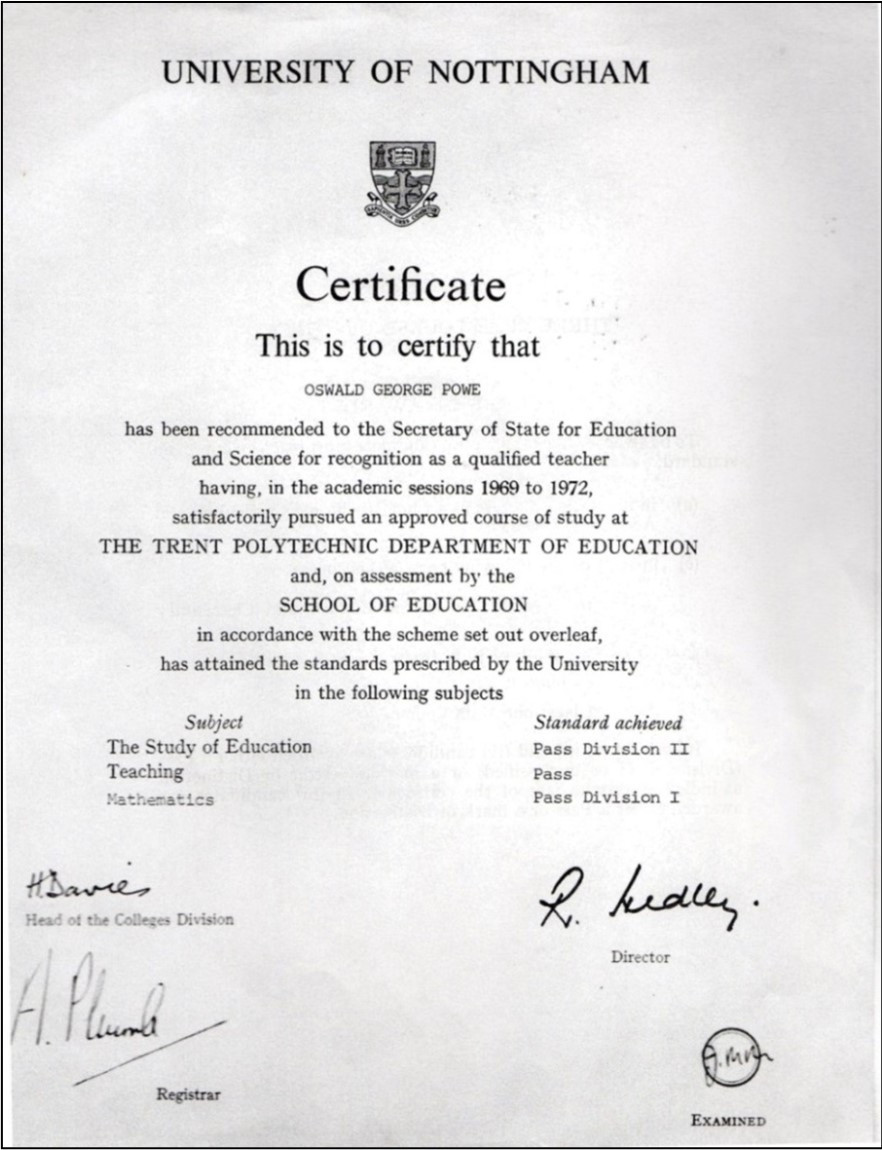 UNIVERSITY OF NOTTINGHAM
Certificate
This is to certify that
OSWALD GEORGE POWE
has been recommended to the Secretary of State for Education
and Science for recognition as a qualified teacher
having, in the academic sessions 1969 to 1972,
satisfactorily pursued an approved course of study at
THE TRENT POLYTECHNIC DEPARTMENT OF EDUCATION
and, on assessment by the
SCHOOL OF EDUCATION
in accordance with the scheme set out overleaf,
has attained the standards prescribed by the University
in the following subjects
Subject Standard achieved
The Study of Education Pass Division II
Teaching Pass
Mathematics Pass Division I
H Davies
Head of the Colleges Division
R.
Director
H. Plumb
Registrar
EXAMINED